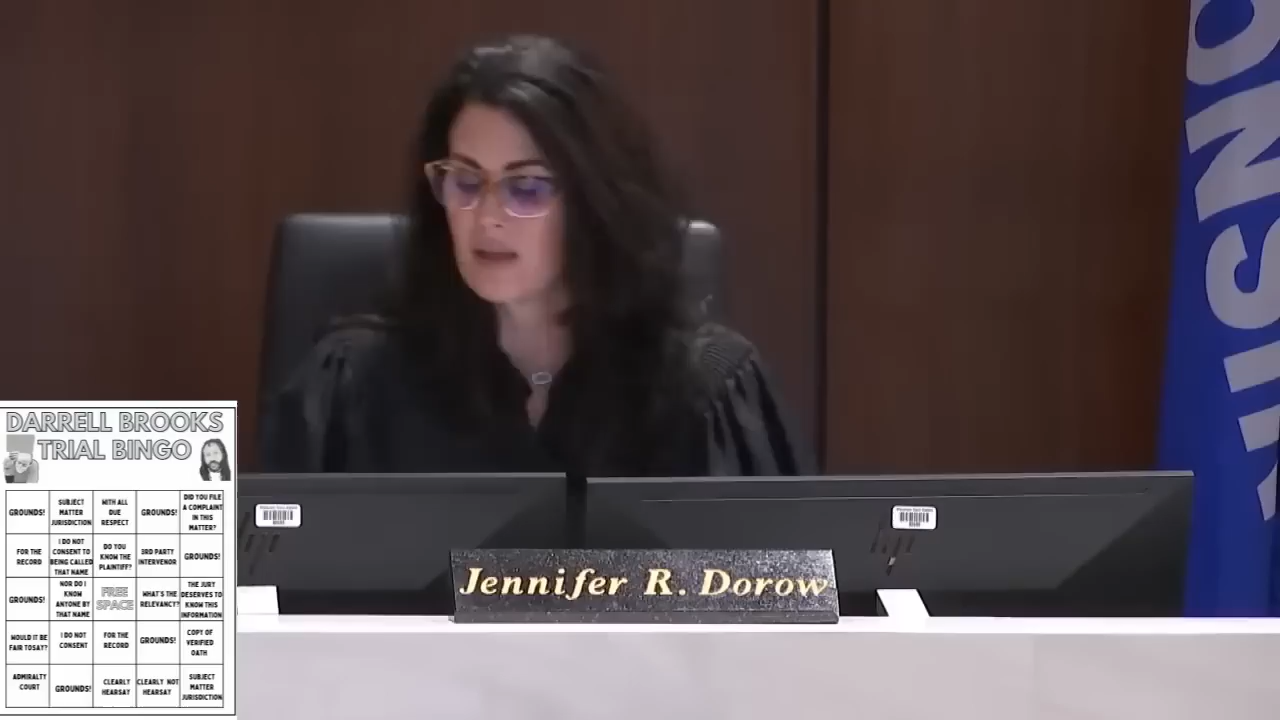 ONSIN
Jennifer R. Dorow
DARRELL BROOKS
TRIAL BINGO
GROUNDS!
SUBJECT
MATTER
JURISDICTION
WITH ALL
DUE
RESPECT
GROUNDS!
DID YOU FILE
A COMPLAINT
IN THIS
MATTER?
FOR THE
RECORD
I DO NOT
CONSENT TO
BEING CALLED
THAT NAME
DO YOU
KNOW THE
PLAINTIFF?
3RD PARTY
INTERVENOR
GROUNDS!
GROUNDS!
NOR DO I
KNOW
ANYONE BY
THAT NAME
FREE
SPACE
WHAT'S THE
RELEVANCY?
THE JURY
DESERVES TO
KNOW THIS
INFORMATION
WOULD IT BE
FAIR TOSAY?
I DO NOT
CONSENT
FOR THE
RECORD
GROUNDS!
COPY OF
VERIFIED
OATH
ADMIRALTY
COURT
GROUNDS!
CLEARLY
HEARSAY
CLEARLY NOT
HEARSAY
SUBJECT
MATTER
JURISDICTION